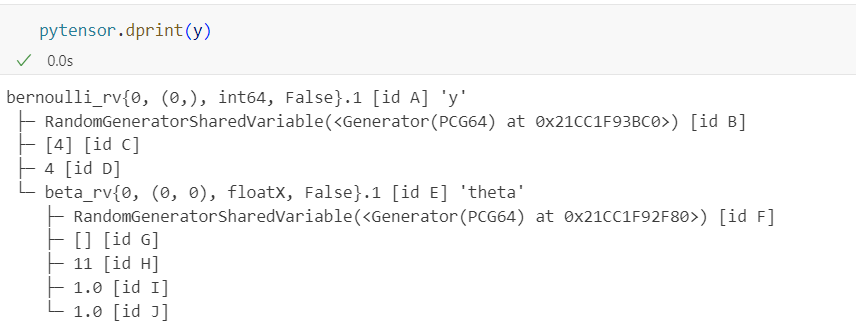 pytensor.dprint(y)
✓ 0.0s
bernoulli_rv{0, (0,), int64, False}.1 [id A] 'y'
├─ RandomGeneratorSharedVariable(<Generator(PCG64) at 0x21CC1F93BC0>) [id B]
├─ [4] [id C]
├─ 4 [id D]
└─ beta_rv{0, (0, 0), floatX, False}.1 [id E] 'theta'
   ├─ RandomGeneratorSharedVariable(<Generator(PCG64) at 0x21CC1F92F80>) [id F]
   ├─ [] [id G]
   ├─ 11 [id H]
   ├─ 1.0 [id I]
   └─ 1.0 [id J]